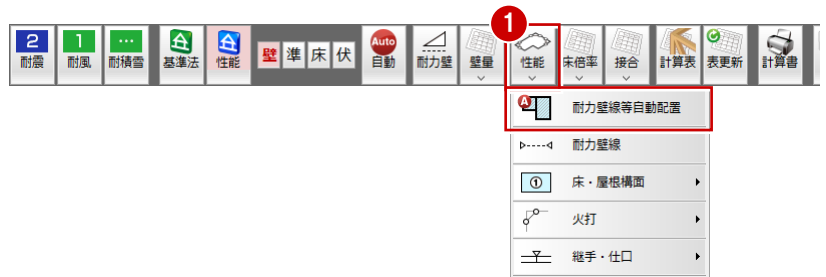 1
2 耐震
1 耐風
… 耐積雪
基準法
性能
壁 準 床 伏
Auto 自動
耐力壁
壁量
性能
床倍率
接合
計算表
表更新
計算書
A 耐力壁線等自動配置
耐力壁線
① 床・屋根構面
火打
継手・仕口